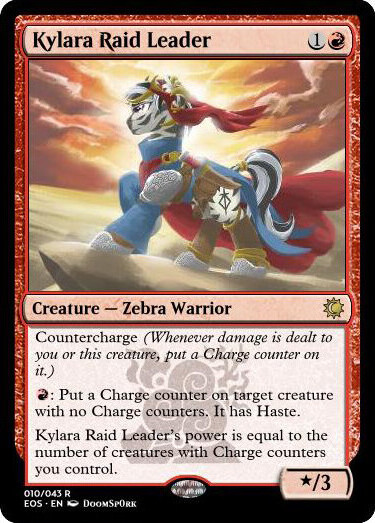 Kylara Raid Leader 1
Creature — Zebra Warrior
Countercharge (Whenever damage is dealt to
you or this creature, put a Charge counter on
it.)
: Put a Charge counter on target creature
with no Charge counters. It has Haste.
Kylara Raid Leader's power is equal to the
number of creatures with Charge counters
you control.
★/3
010/043 R
EOS • EN DoomSp0rk